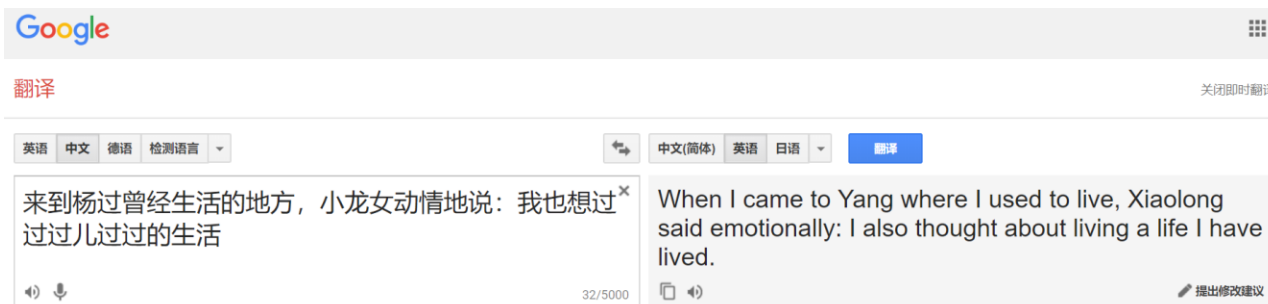 Google
翻译
关闭即时翻译
英语 中文 德语 检测语言
中文(简体) 英语 日语 翻译
来到杨过曾经生活的地方，小龙女动情地说：我也想过
过过儿过过的生活
32/5000
When I came to Yang where I used to live, Xiaolong
said emotionally: I also thought about living a life I have
lived.
提出修改建议